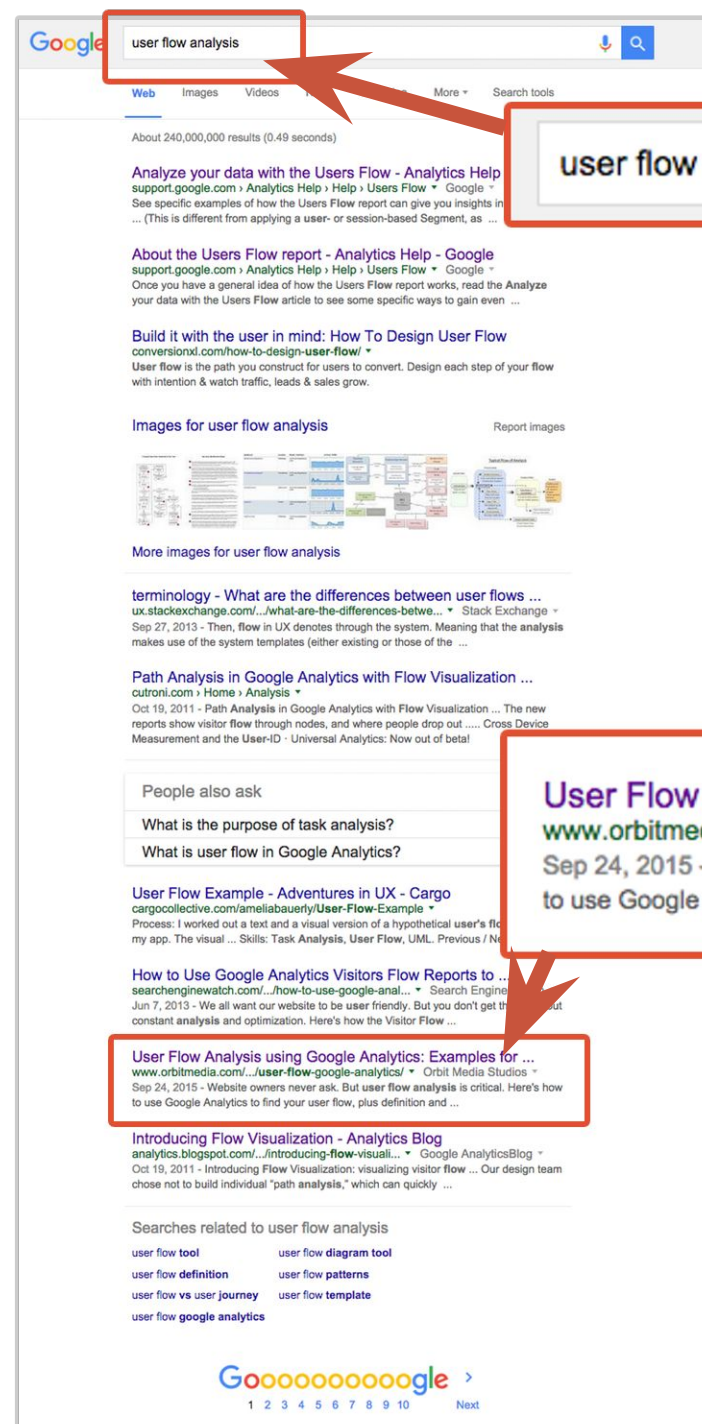 Google
user flow analysis
Web Images Videos More Search tools
About 240,000,000 results (0.49 seconds)
user flow
Analyze your data with the Users Flow - Analytics Help
support.google.com › Analytics Help › Help › Users Flow Google
See specific examples of how the Users Flow report can give you insights in
... (This is different from applying a user- or session-based Segment, as ...
About the Users Flow report - Analytics Help - Google
support.google.com › Analytics Help › Help › Users Flow Google
Once you have a general idea of how the Users Flow report works, read the Analyze
your data with the Users Flow article to see some specific ways to gain even ...
Build it with the user in mind: How To Design User Flow
conversionxl.com/how-to-design-user-flow/
User flow is the path you construct for users to convert. Design each step of your flow
with intention & watch traffic, leads & sales grow.
Images for user flow analysis Report images
More images for user flow analysis
terminology - What are the differences between user flows ...
ux.stackexchange.com/.../what-are-the-differences-betwe... Stack Exchange
Sep 27, 2013 - Then, flow in UX denotes through the system. Meaning that the analysis
makes use of the system templates (either existing or those of the ...
Path Analysis in Google Analytics with Flow Visualization ...
cutroni.com › Home › Analysis
Oct 19, 2011 - Path Analysis in Google Analytics with Flow Visualization ... The new
reports show visitor flow through nodes, and where people drop out ..... Cross Device
Measurement and the User-ID · Universal Analytics: Now out of beta!
People also ask
What is the purpose of task analysis?
What is user flow in Google Analytics?
User Flow
www.orbitmed
Sep 24, 2015 -
to use Google
User Flow Example - Adventures in UX - Cargo
cargocollective.com/ameliabauerly/User-Flow-Example
Process: I worked out a text and a visual version of a hypothetical user's flo
my app. The visual ... Skills: Task Analysis, User Flow, UML. Previous / Ne
How to Use Google Analytics Visitors Flow Reports to ...
searchenginewatch.com/.../how-to-use-google-anal... Search Engine
Jun 7, 2013 - We all want our website to be user friendly. But you don't get th ut
constant analysis and optimization. Here's how the Visitor Flow ...
User Flow Analysis using Google Analytics: Examples for ...
www.orbitmedia.com/.../user-flow-google-analytics/ Orbit Media Studios
Sep 24, 2015 - Website owners never ask. But user flow analysis is critical. Here's how
to use Google Analytics to find your user flow, plus definition and ...
Introducing Flow Visualization - Analytics Blog
analytics.blogspot.com/.../introducing-flow-visuali... Google AnalyticsBlog
Oct 19, 2011 - Introducing Flow Visualization: visualizing visitor flow ... Our design team
chose not to build individual "path analysis," which can quickly ...
Searches related to user flow analysis
user flow tool user flow diagram tool
user flow definition user flow patterns
user flow vs user journey user flow template
user flow google analytics
Goooooooooogle >
1 2 3 4 5 6 7 8 9 10 Next